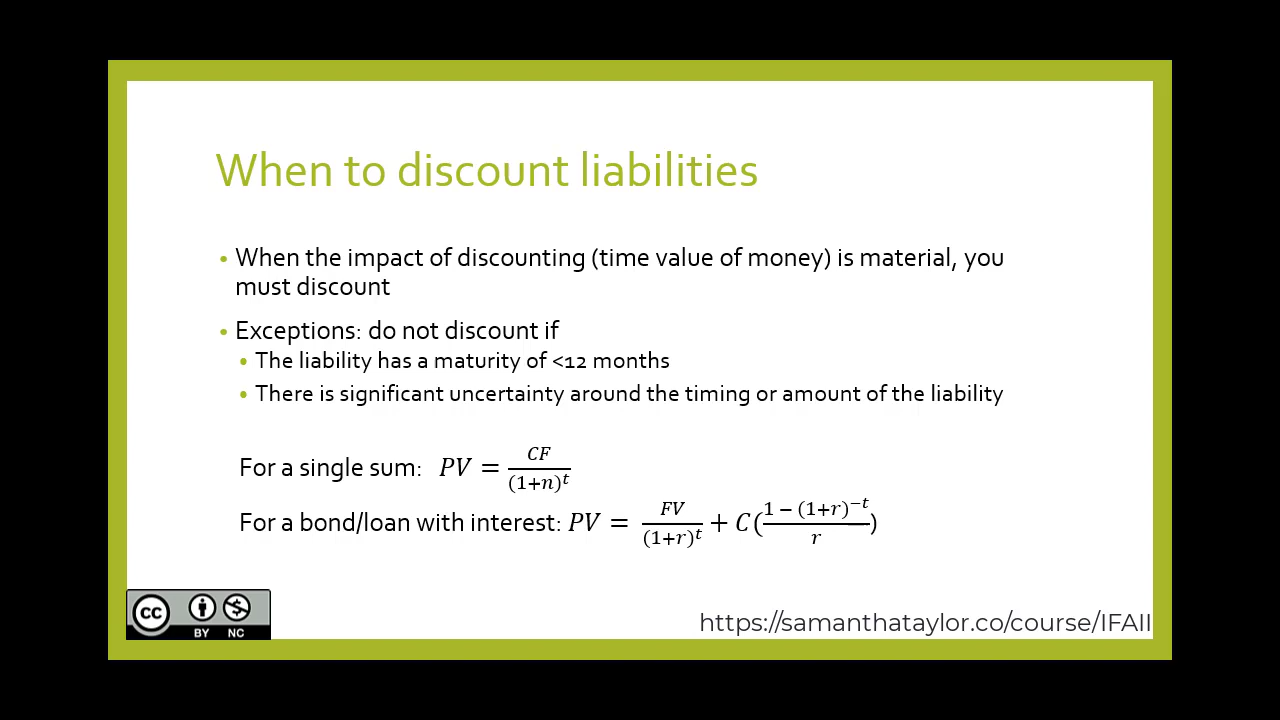 When to discount liabilities
• When the impact of discounting (time value of money) is material, you
must discount
• Exceptions: do not discount if
• The liability has a maturity of <12 months
• There is significant uncertainty around the timing or amount of the liability
For a single sum: PV = CF/(1+n)^t
For a bond/loan with interest: PV = FV/(1+r)^t + C(1 − (1+r)^−t/r)
CC BY NC
https://samanthataylor.co/course/IFAII